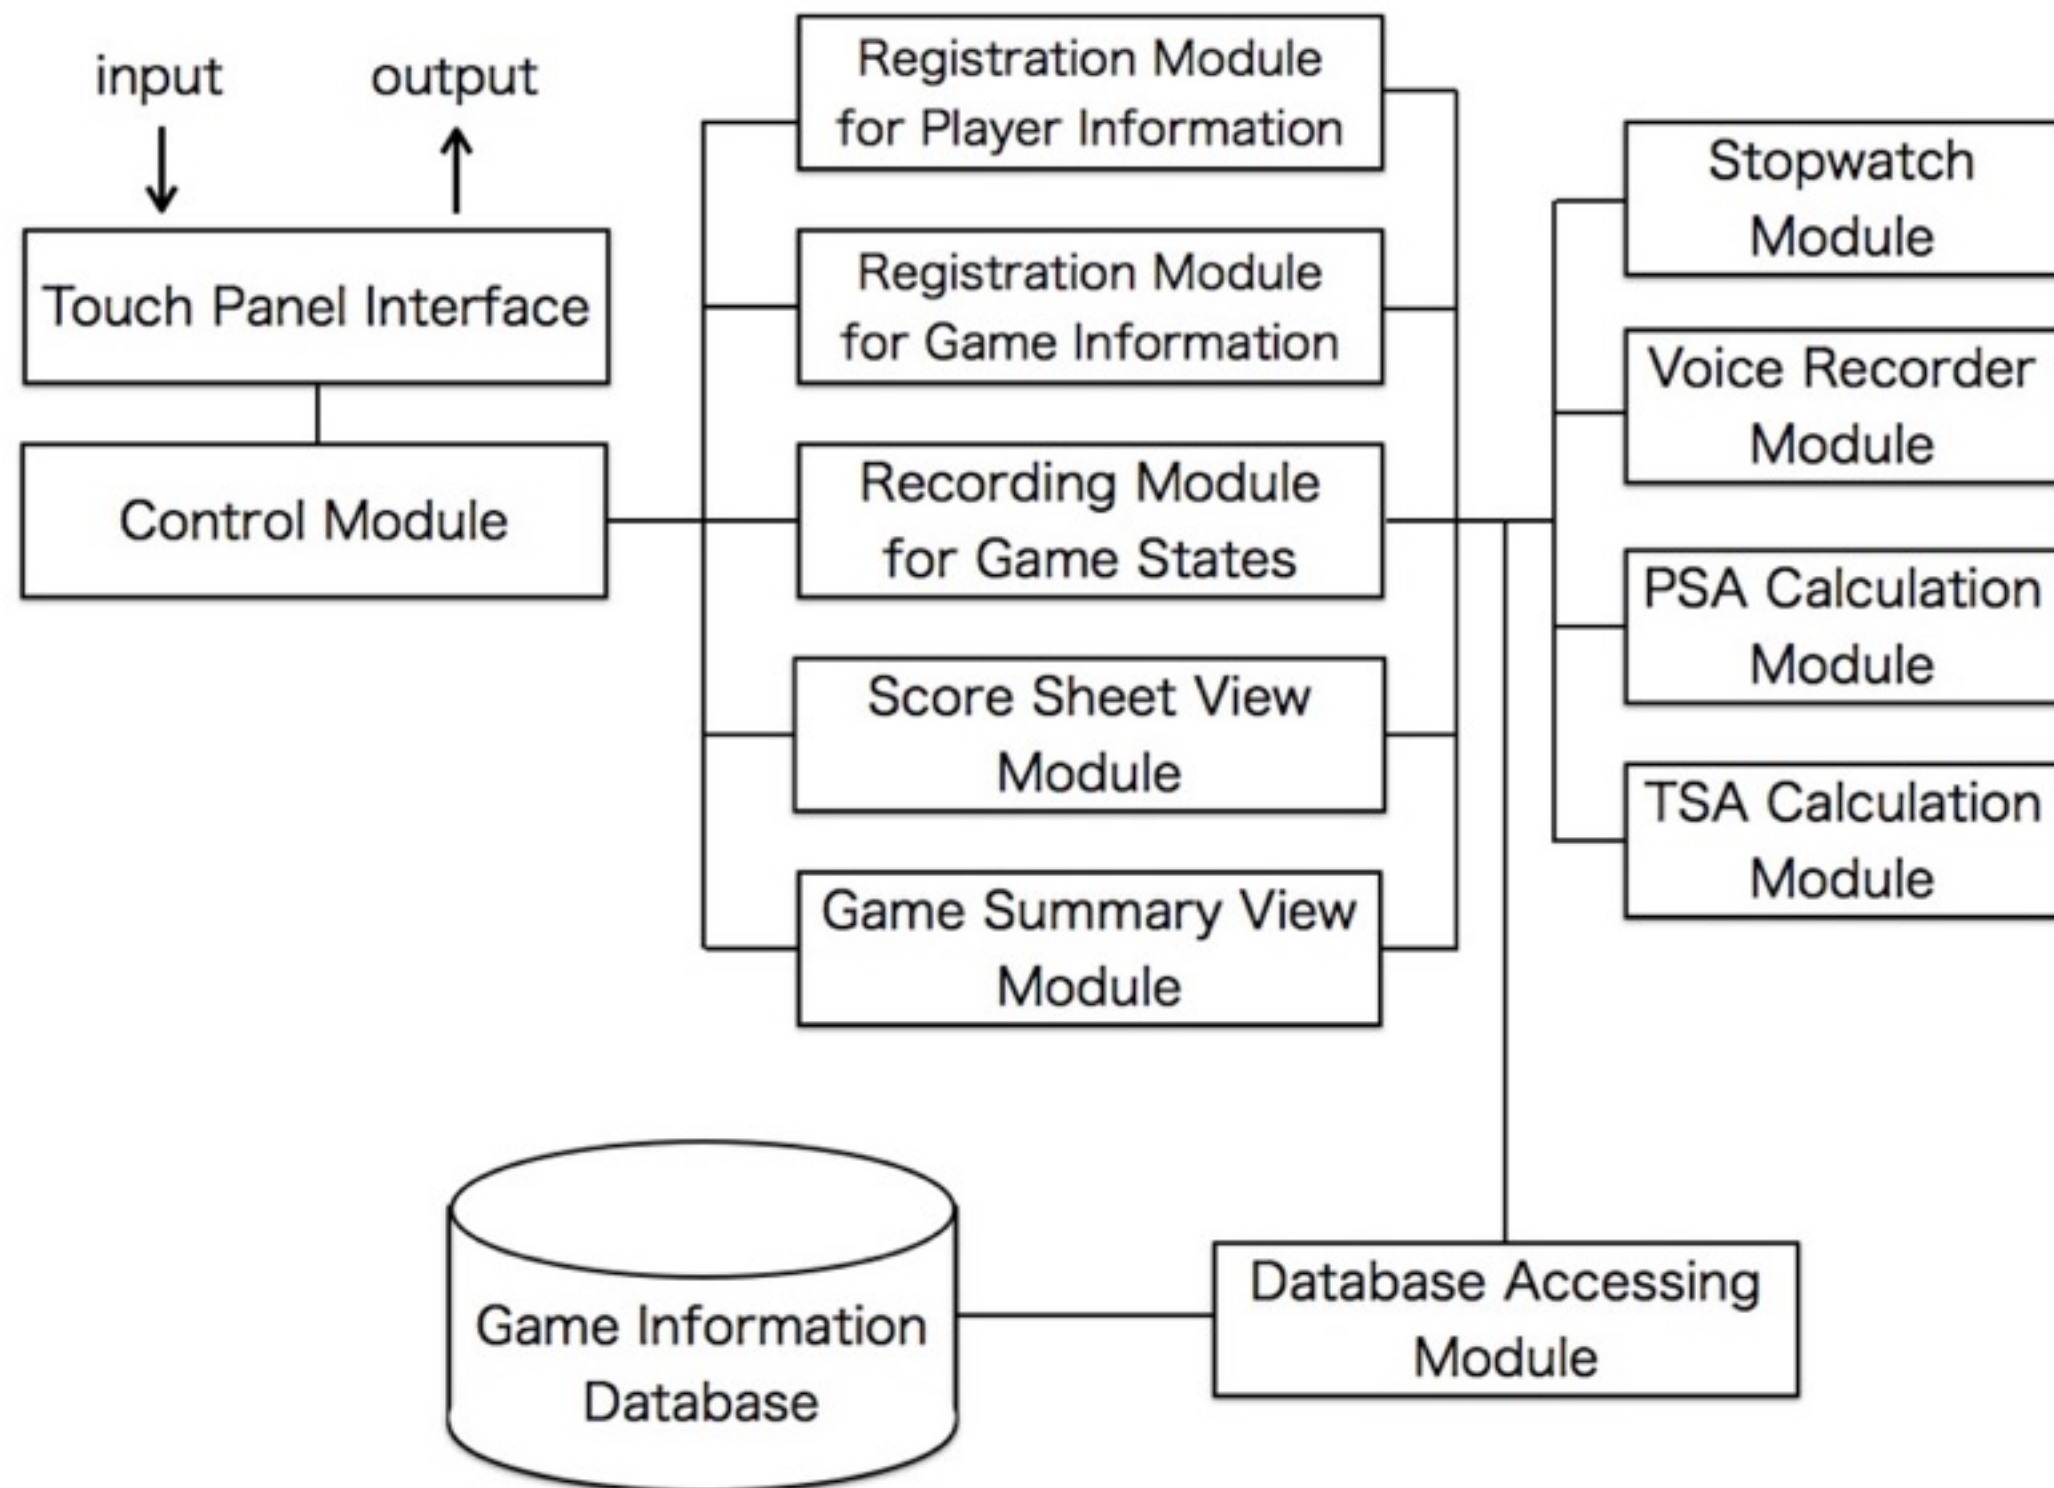 input
output
Touch Panel Interface
Control Module
Registration Module
for Player Information
Registration Module
for Game Information
Recording Module
for Game States
Score Sheet View
Module
Game Summary View
Module
Stopwatch
Module
Voice Recorder
Module
PSA Calculation
Module
TSA Calculation
Module
Game Information
Database
Database Accessing
Module